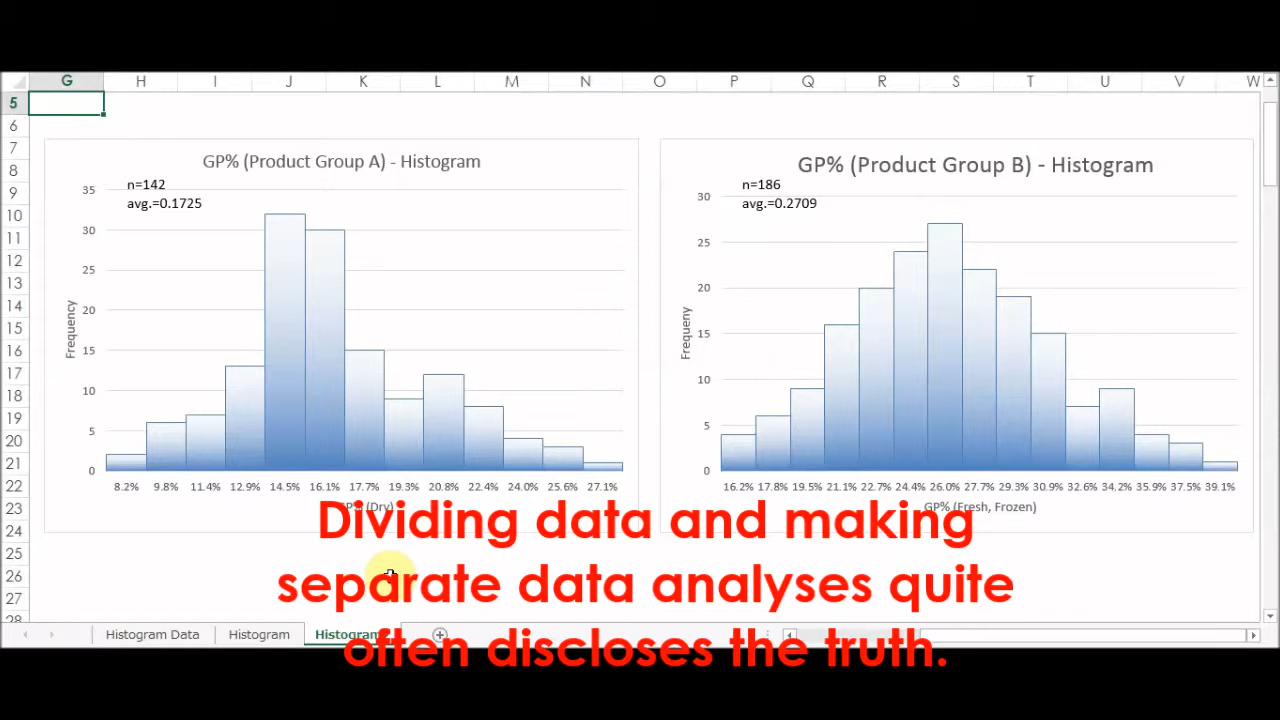 G H I J K L M N O P Q R S T U V W
5
6
7
8
9
10
11
12
13
14
15
16
17
18
19
20
21
22
23
24
25
26
27
28
GP% (Product Group A) - Histogram
n=142
avg.=0.1725
35
30
25
20
15
10
5
0
Frequency
8.2% 9.8% 11.4% 12.9% 14.5% 16.1% 17.7% 19.3% 20.8% 22.4% 24.0% 25.6% 27.1%
GP% (Dry)
GP% (Product Group B) - Histogram
n=186
avg.=0.2709
30
25
20
15
10
5
0
Frequeny
16.2% 17.8% 19.5% 21.1% 22.7% 24.4% 26.0% 27.7% 29.3% 30.9% 32.6% 34.2% 35.9% 37.5% 39.1%
GP% (Fresh, Frozen)
Dividing data and making
separate data analyses quite
often discloses the truth.
Histogram Data Histogram Histogram